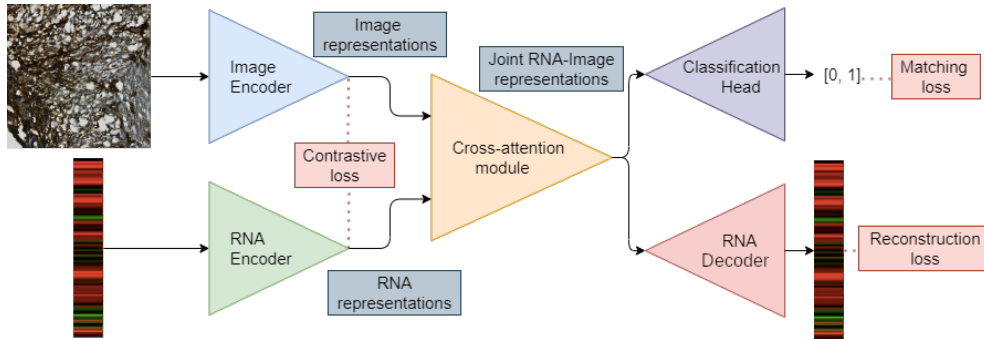 Image
representations
Image
Encoder
Contrastive
loss
RNA
Encoder
RNA
representations
Cross-attention
module
Joint RNA-Image
representations
Classification
Head
[0, 1]
Matching
loss
RNA
Decoder
Reconstruction
loss